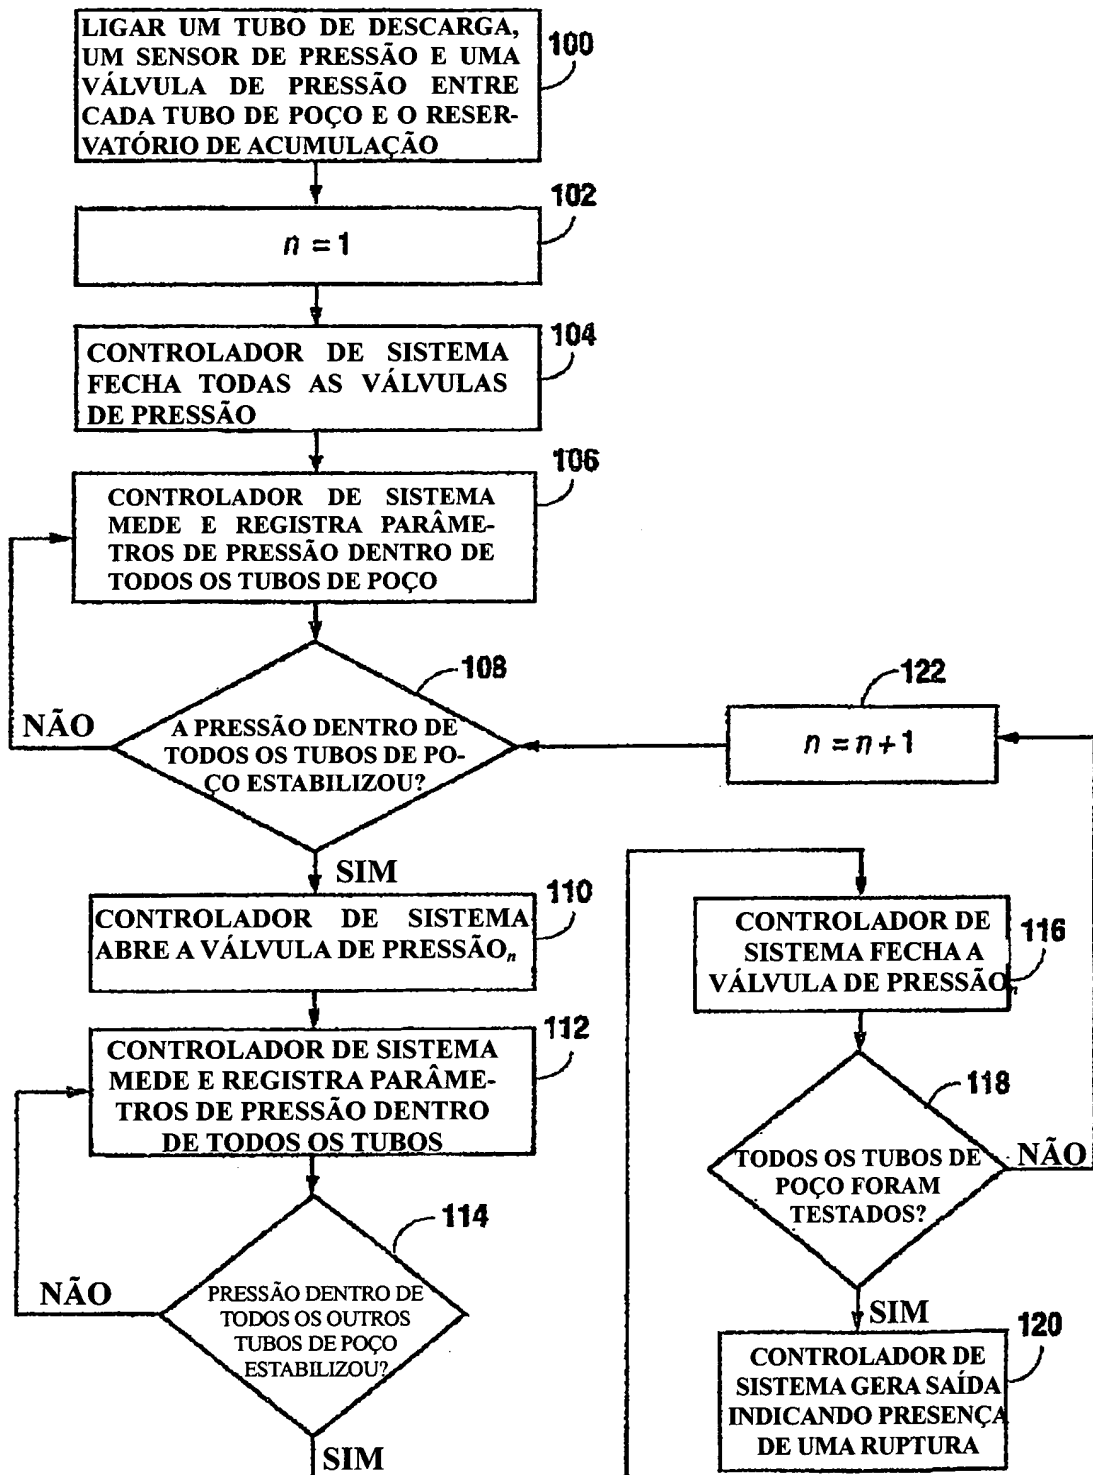 LIGAR UM TUBO DE DESCARGA,
UM SENSOR DE PRESSÃO E UMA
VÁLVULA DE PRESSÃO ENTRE
CADA TUBO DE POÇO E O RESER-
VATÓRIO DE ACUMULAÇÃO
100
102
n = 1
104
CONTROLADOR DE SISTEMA
FECHA TODAS AS VÁLVULAS
DE PRESSÃO
106
CONTROLADOR DE SISTEMA
MEDE E REGISTRA PARÂME-
TROS DE PRESSÃO DENTRO DE
TODOS OS TUBOS DE POÇO
108
NÃO
A PRESSÃO DENTRO DE
TODOS OS TUBOS DE PO-
ÇO ESTABILIZOU?
SIM
122
n = n + 1
110
CONTROLADOR DE SISTEMA
ABRE A VÁLVULA DE PRESSÃOn
112
CONTROLADOR DE SISTEMA
MEDE E REGISTRA PARÂME-
TROS DE PRESSÃO DENTRO
DE TODOS OS TUBOS
114
NÃO
PRESSÃO DENTRO DE
TODOS OS OUTROS
TUBOS DE POÇO
ESTABILIZOU?
SIM
CONTROLADOR DE
SISTEMA FECHA A
VÁLVULA DE PRESSÃOn
116
118
TODOS OS TUBOS DE
POÇO FORAM
TESTADOS?
NÃO
SIM
120
CONTROLADOR DE
SISTEMA GERA SAÍDA
INDICANDO PRESENÇA
DE UMA RUPTURA